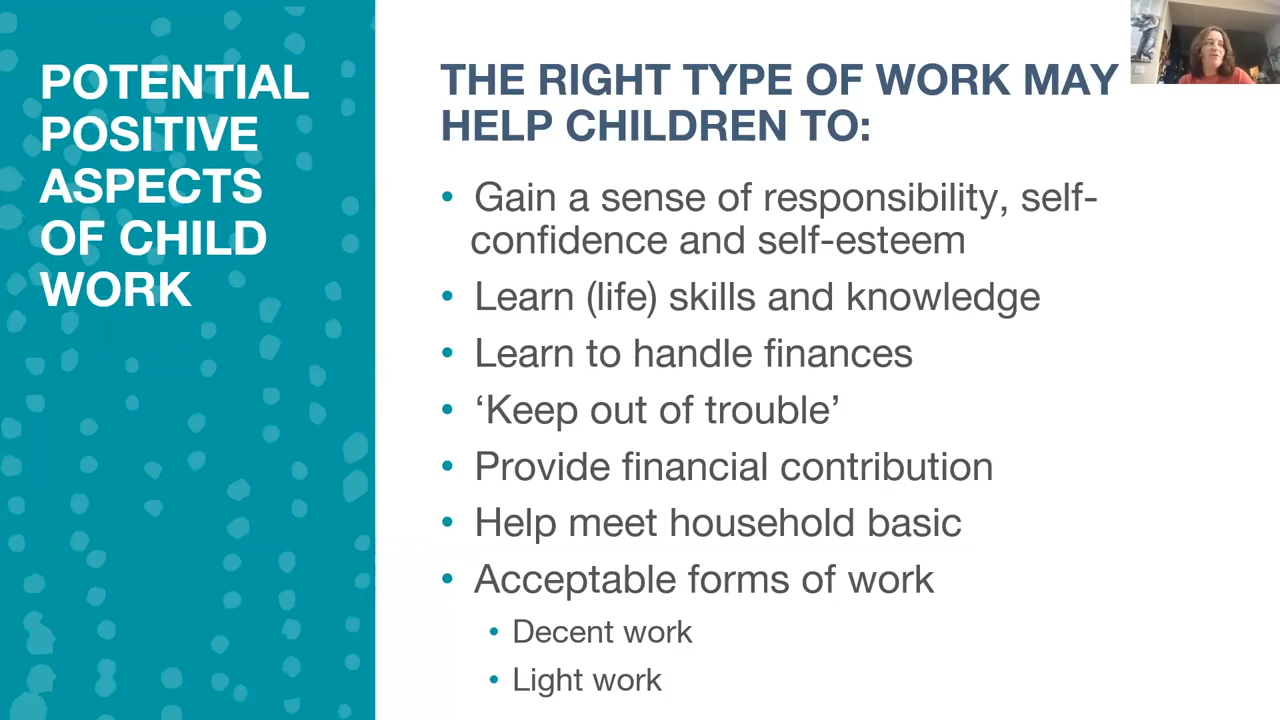 POTENTIAL
POSITIVE
ASPECTS
OF CHILD
WORK
THE RIGHT TYPE OF WORK MAY
HELP CHILDREN TO:
• Gain a sense of responsibility, self-
confidence and self-esteem
• Learn (life) skills and knowledge
• Learn to handle finances
• ‘Keep out of trouble’
• Provide financial contribution
• Help meet household basic
• Acceptable forms of work
• Decent work
• Light work